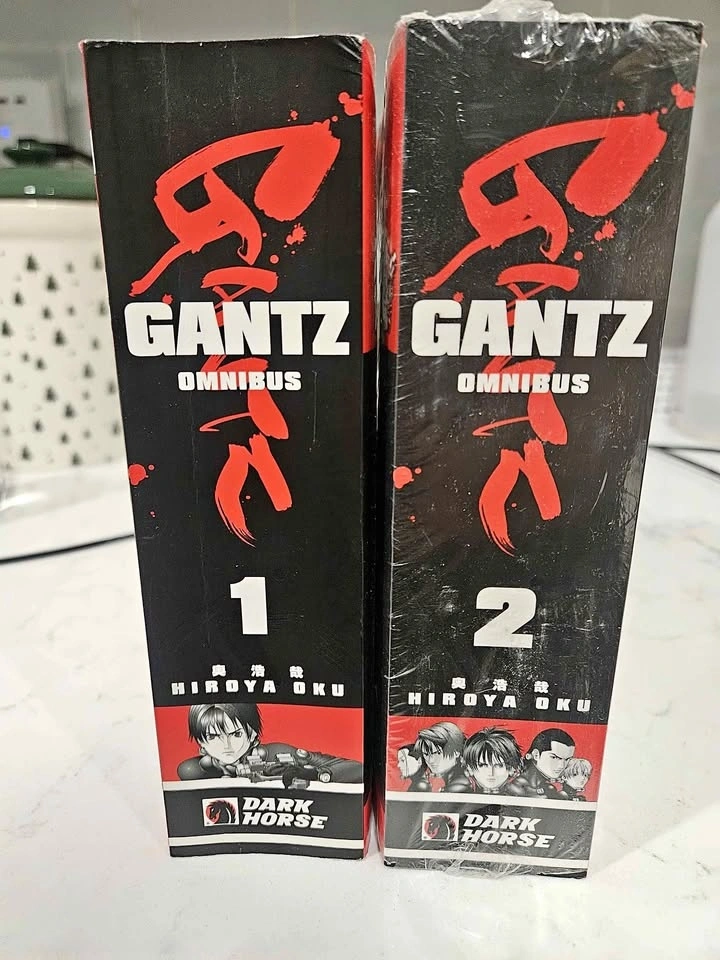 GANTZ
OMNIBUS
1
奥 浩 哉
HIROYA OKU
DARK
HORSE
GANTZ
OMNIBUS
2
奥 浩 哉
HIROYA OKU
DARK
HORSE